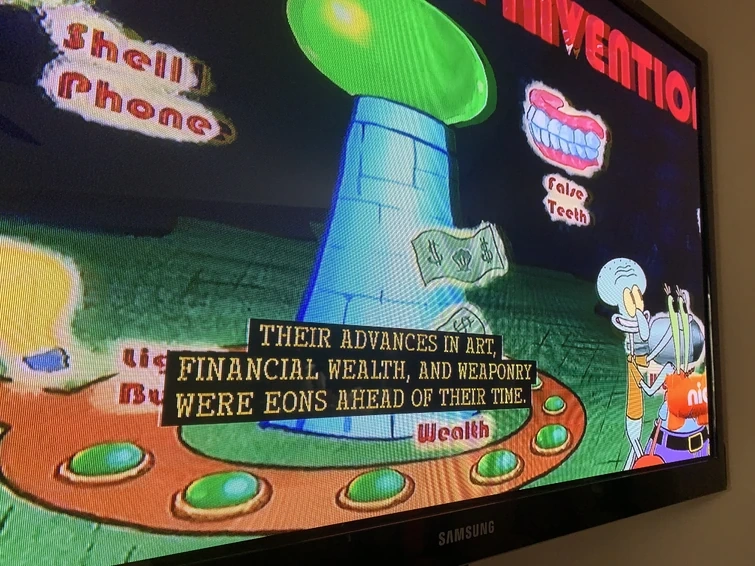 Shell
Phone
False
Teeth
THEIR ADVANCES IN ART,
FINANCIAL WEALTH, AND WEAPONRY
WERE EONS AHEAD OF THEIR TIME.
Wealth
SAMSUNG